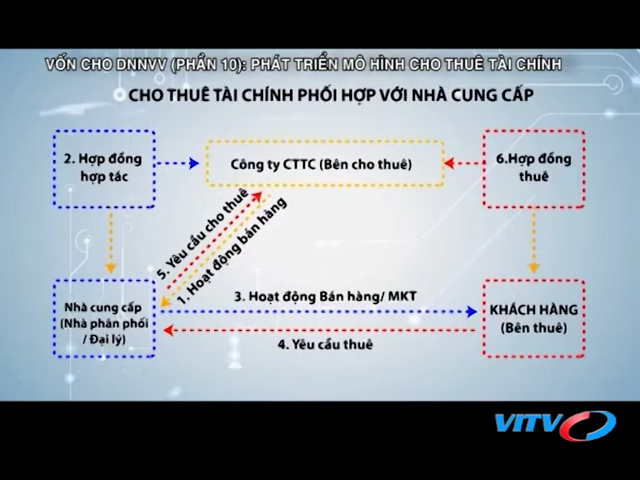 VỐN CHO DNNVV (PHẦN 10): PHÁT TRIỂN MÔ HÌNH CHO THUÊ TÀI CHÍNH
CHO THUÊ TÀI CHÍNH PHỐI HỢP VỚI NHÀ CUNG CẤP
2. Hợp đồng
hợp tác
Công ty CTTC (Bên cho thuê)
6.Hợp đồng
thuê
5. Yêu cầu cho thuê
1. Hoạt động bán hàng
Nhà cung cấp
(Nhà phân phối
/ Đại lý)
3. Hoạt động Bán hàng/ MKT
4. Yêu cầu thuê
KHÁCH HÀNG
(Bên thuê)
VITV